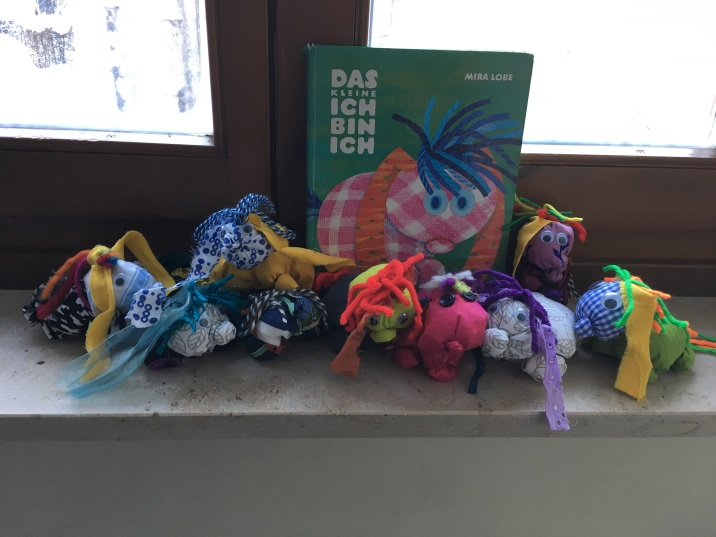 DAS
KLEINE
ICH
BIN
ICH
MIRA LOBE